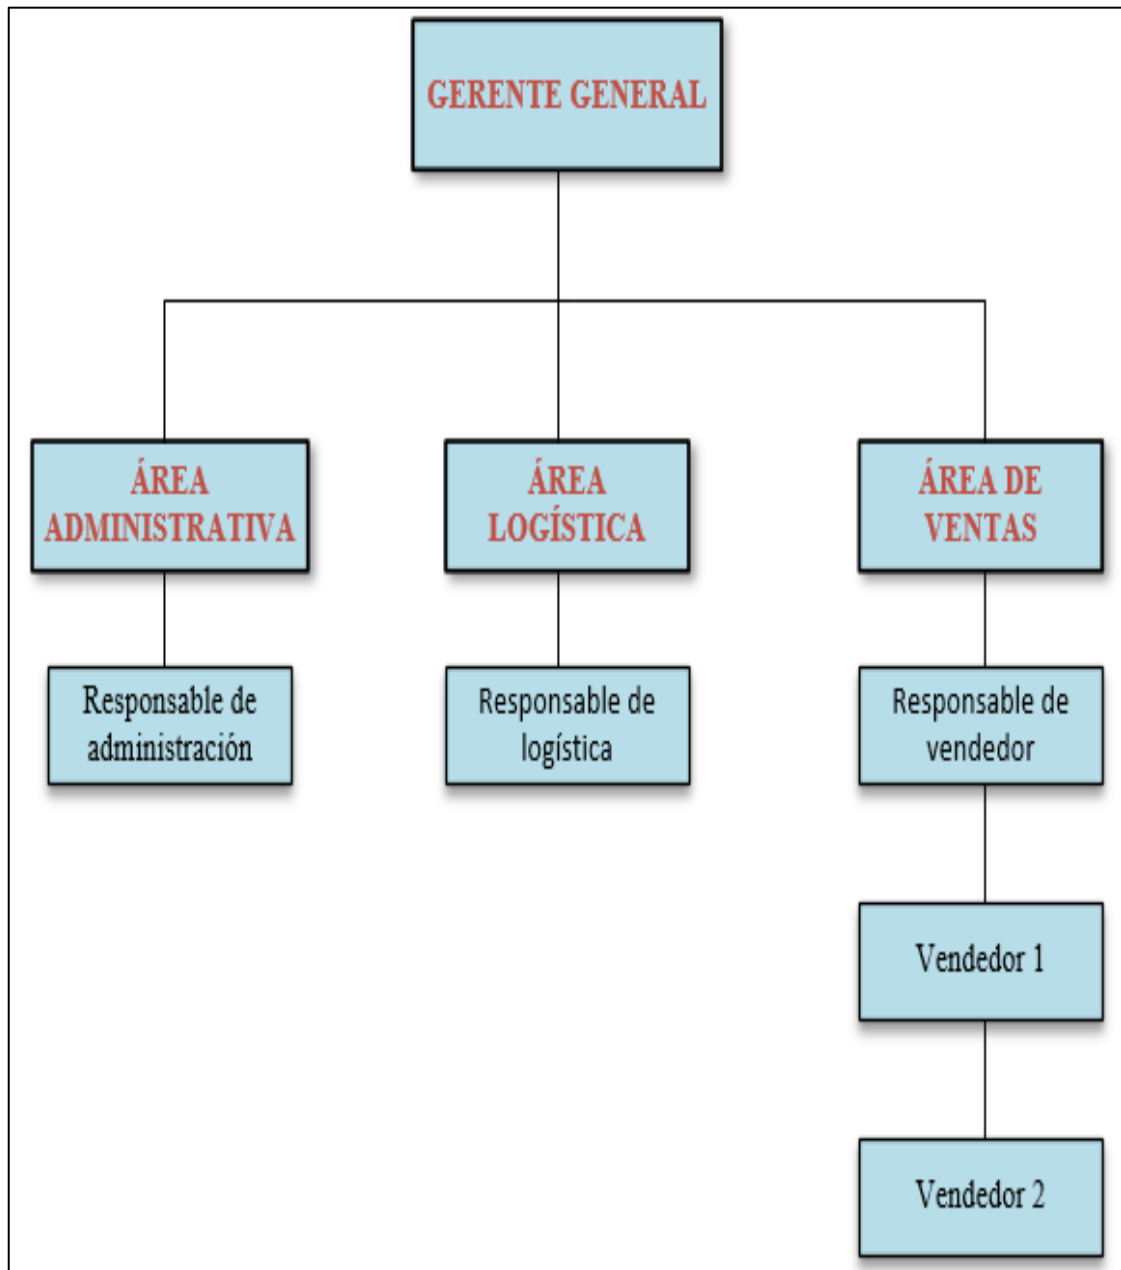 GERENTE GENERAL
ÁREA
ADMINISTRATIVA
ÁREA
LOGÍSTICA
ÁREA DE
VENTAS
Responsable de
administración
Responsable de
logística
Responsable de
vendedor
Vendedor 1
Vendedor 2